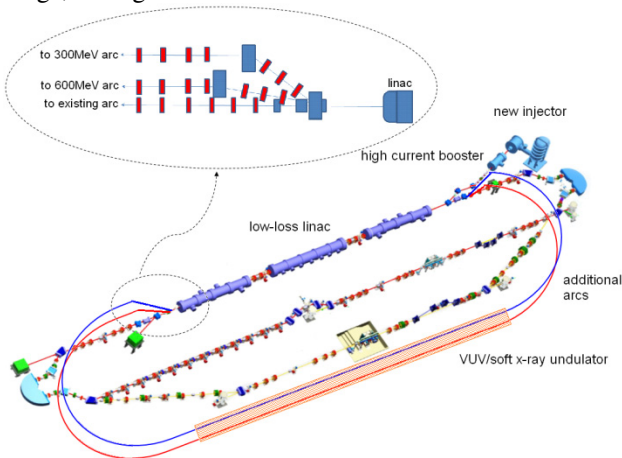 to 300MeV arc
to 600MeV arc
to existing arc
linac
new injector
high current booster
low-loss linac
additional
arcs
VUV/soft x-ray undulator